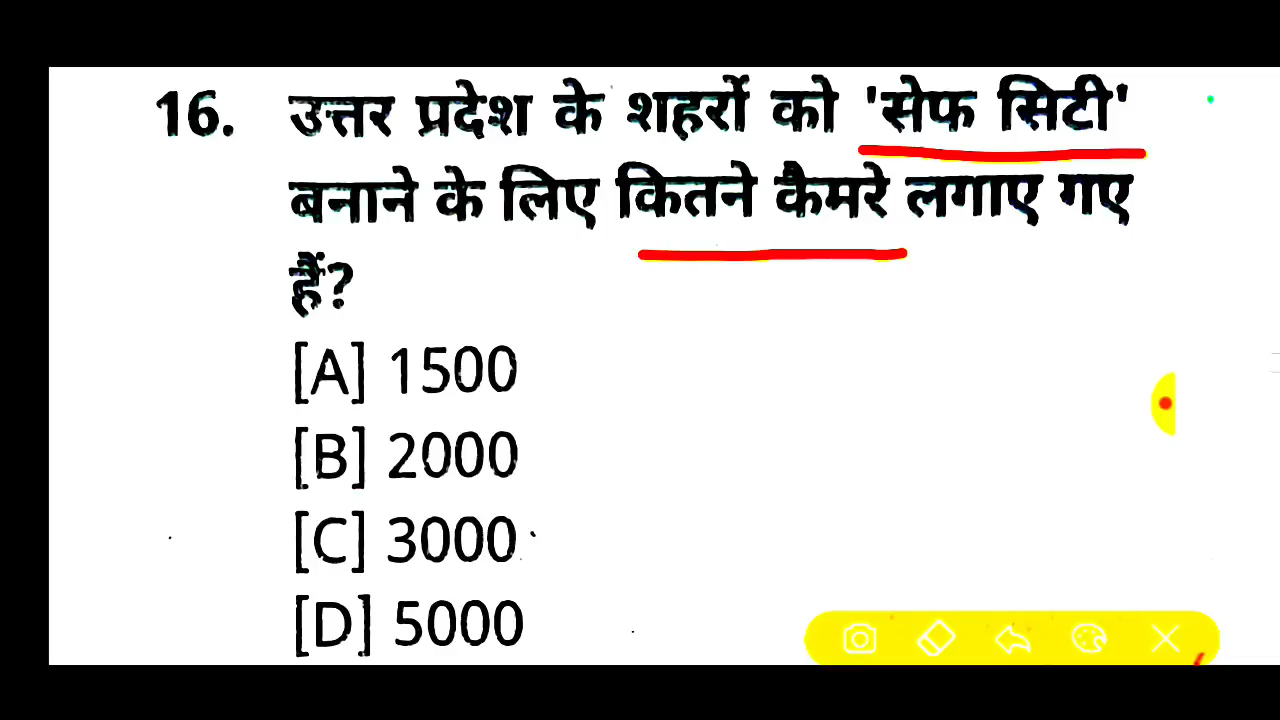 16. उत्तर प्रदेश के शहरों को 'सेफ सिटी'
बनाने के लिए कितने कैमरे लगाए गए
हैं?
[A] 1500
[B] 2000
[C] 3000
[D] 5000